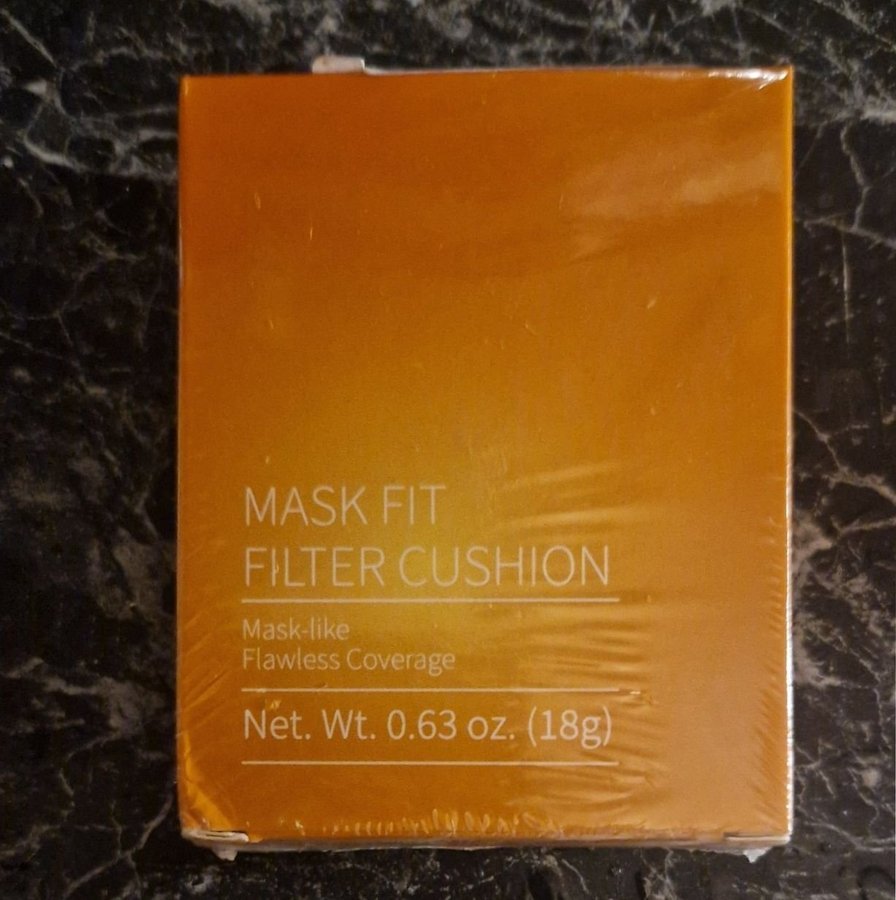 MASK FIT
FILTER CUSHION
Mask-like
Flawless Coverage
Net. Wt. 0.63 oz. (18g)